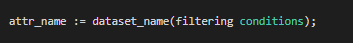 attr_name := dataset_name(filtering conditions);